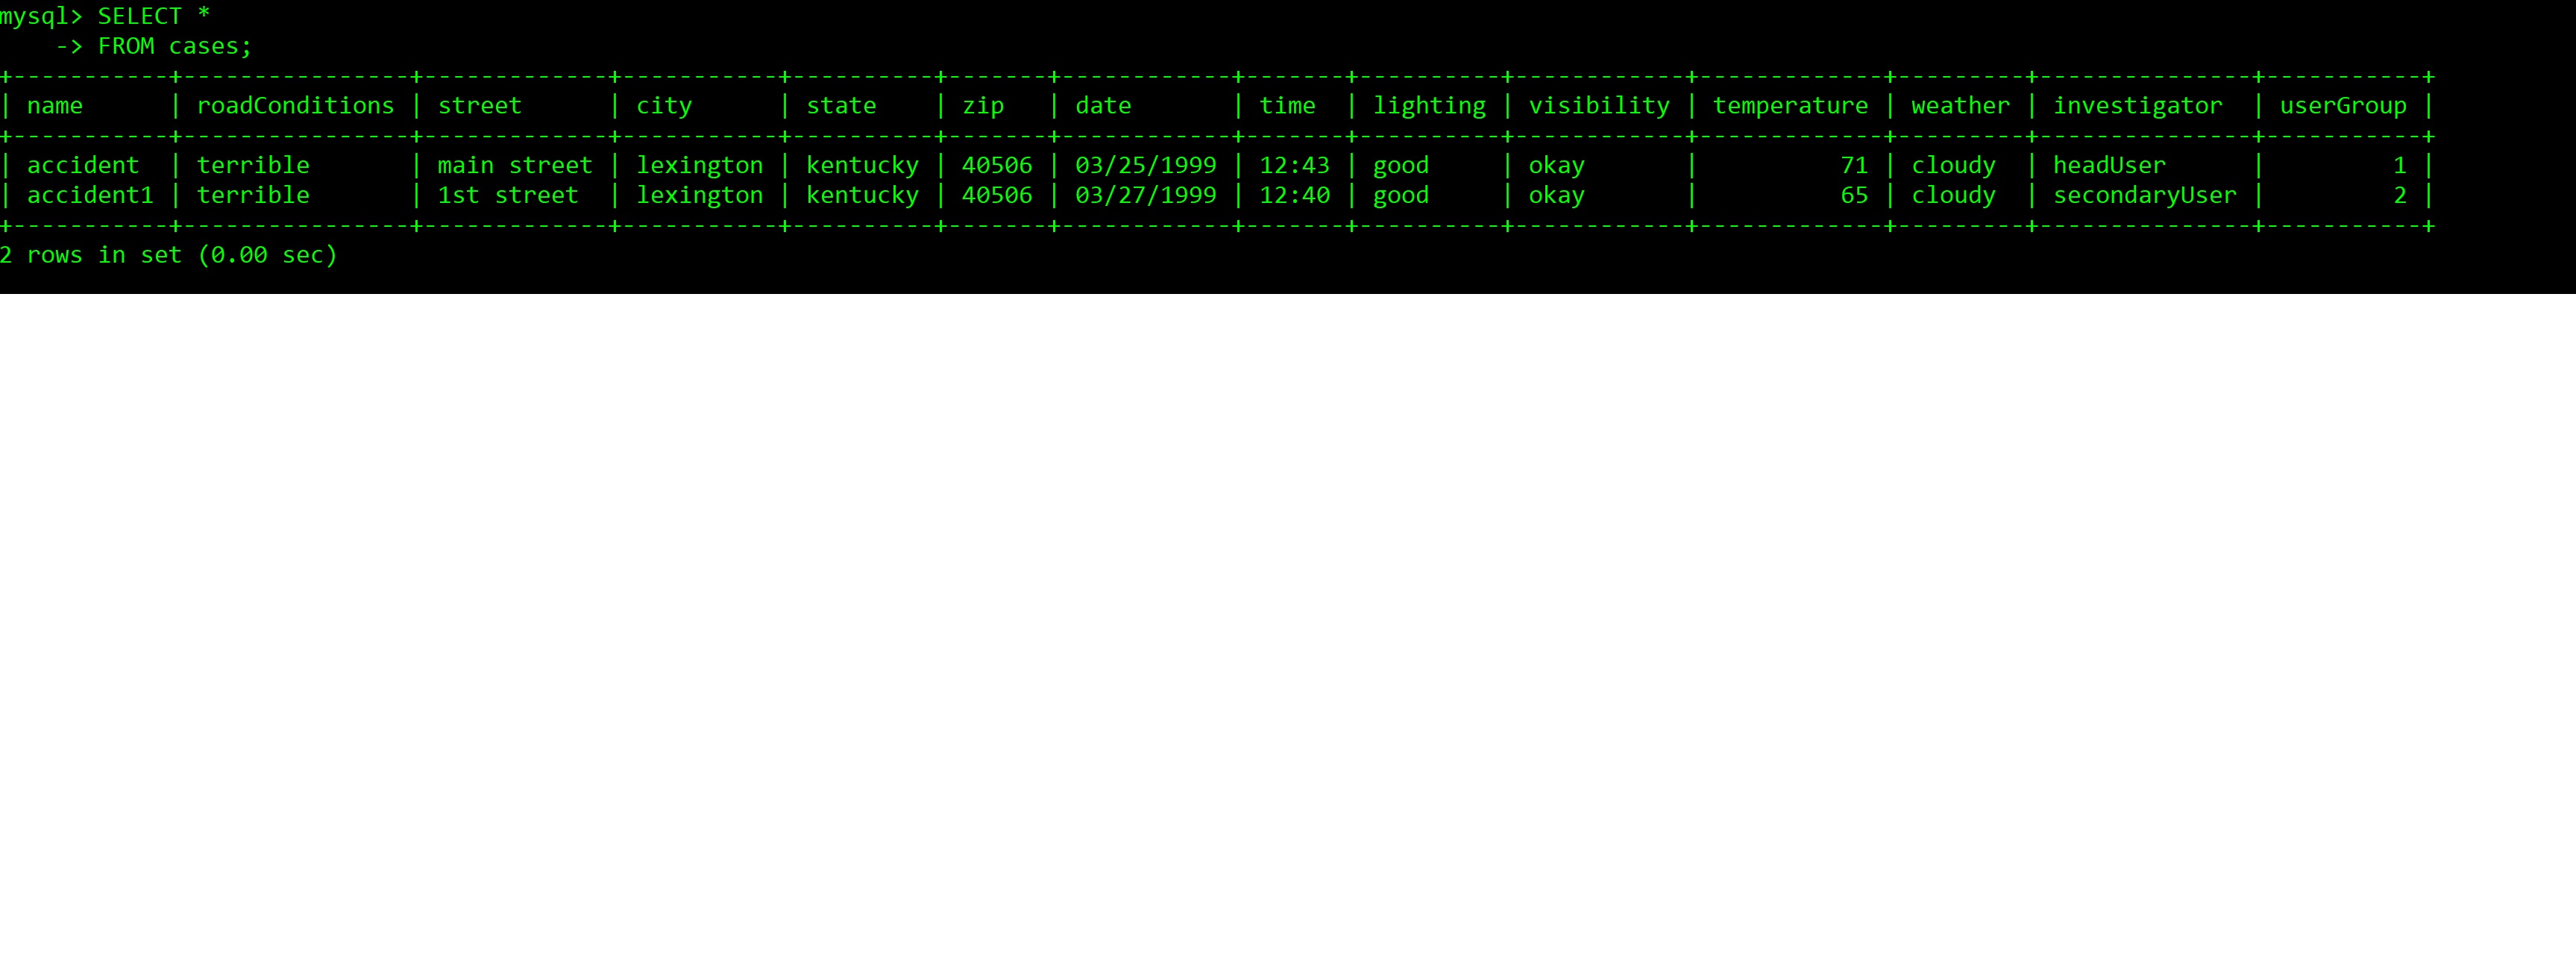 mysql> SELECT *
    -> FROM cases;
+-----------+----------------+-------------+-----------+----------+-------+------------+-------+----------+------------+-------------+---------+---------------+-----------+
| name      | roadConditions | street      | city      | state    | zip   | date       | time  | lighting | visibility | temperature | weather | investigator  | userGroup |
+-----------+----------------+-------------+-----------+----------+-------+------------+-------+----------+------------+-------------+---------+---------------+-----------+
| accident  | terrible       | main street | lexington | kentucky | 40506 | 03/25/1999 | 12:43 | good     | okay       |          71 | cloudy  | headUser      |         1 |
| accident1 | terrible       | 1st street  | lexington | kentucky | 40506 | 03/27/1999 | 12:40 | good     | okay       |          65 | cloudy  | secondaryUser |         2 |
+-----------+----------------+-------------+-----------+----------+-------+------------+-------+----------+------------+-------------+---------+---------------+-----------+
2 rows in set (0.00 sec)